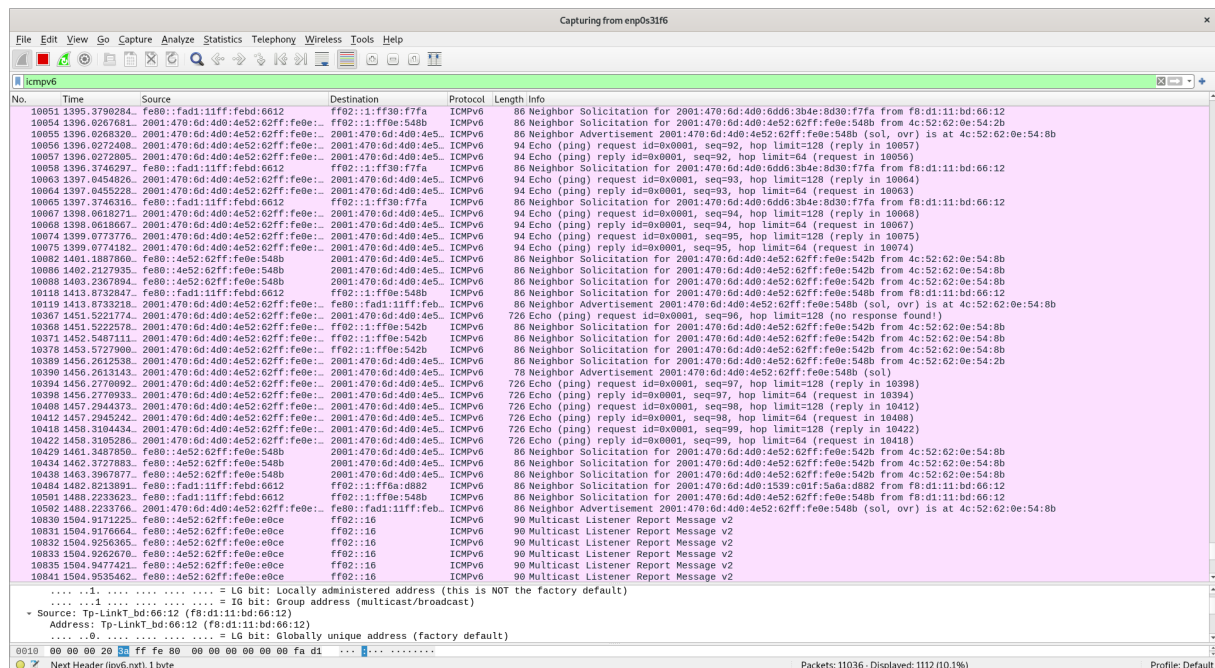 Capturing from enp0s31f6
File Edit View Go Capture Analyze Statistics Telephony Wireless Tools Help
icmpv6
No. Time Source Destination Protocol Length Info
10051 1395.3790284… fe80::fad1:11ff:febd:6612 ff02::1:ff30:f7fa ICMPv6 86 Neighbor Solicitation for 2001:470:6d:4d0:6dd6:3b4e:8d30:f7fa from f8:d1:11:bd:66:12
10054 1396.0267681… 2001:470:6d:4d0:4e52:62ff:fe0e:… ff02::1:ff0e:548b ICMPv6 86 Neighbor Solicitation for 2001:470:6d:4d0:4e52:62ff:fe0e:548b from 4c:52:62:0e:54:2b
10055 1396.0268320… 2001:470:6d:4d0:4e52:62ff:fe0e:… 2001:470:6d:4d0:4e5… ICMPv6 86 Neighbor Advertisement 2001:470:6d:4d0:4e52:62ff:fe0e:548b (sol, ovr) is at 4c:52:62:0e:54:8b
10056 1396.0272408… 2001:470:6d:4d0:4e52:62ff:fe0e:… 2001:470:6d:4d0:4e5… ICMPv6 94 Echo (ping) request id=0x0001, seq=92, hop limit=128 (reply in 10057)
10057 1396.0272805… 2001:470:6d:4d0:4e52:62ff:fe0e:… 2001:470:6d:4d0:4e5… ICMPv6 94 Echo (ping) reply id=0x0001, seq=92, hop limit=64 (request in 10056)
10058 1396.3746297… fe80::fad1:11ff:febd:6612 ff02::1:ff30:f7fa ICMPv6 86 Neighbor Solicitation for 2001:470:6d:4d0:6dd6:3b4e:8d30:f7fa from f8:d1:11:bd:66:12
10063 1397.0454826… 2001:470:6d:4d0:4e52:62ff:fe0e:… 2001:470:6d:4d0:4e5… ICMPv6 94 Echo (ping) request id=0x0001, seq=93, hop limit=128 (reply in 10064)
10064 1397.0455228… 2001:470:6d:4d0:4e52:62ff:fe0e:… 2001:470:6d:4d0:4e5… ICMPv6 94 Echo (ping) reply id=0x0001, seq=93, hop limit=64 (request in 10063)
10065 1397.3746316… fe80::fad1:11ff:febd:6612 ff02::1:ff30:f7fa ICMPv6 86 Neighbor Solicitation for 2001:470:6d:4d0:6dd6:3b4e:8d30:f7fa from f8:d1:11:bd:66:12
10067 1398.0618271… 2001:470:6d:4d0:4e52:62ff:fe0e:… 2001:470:6d:4d0:4e5… ICMPv6 94 Echo (ping) request id=0x0001, seq=94, hop limit=128 (reply in 10068)
10068 1398.0618667… 2001:470:6d:4d0:4e52:62ff:fe0e:… 2001:470:6d:4d0:4e5… ICMPv6 94 Echo (ping) reply id=0x0001, seq=94, hop limit=64 (request in 10067)
10074 1399.0773776… 2001:470:6d:4d0:4e52:62ff:fe0e:… 2001:470:6d:4d0:4e5… ICMPv6 94 Echo (ping) request id=0x0001, seq=95, hop limit=128 (reply in 10075)
10075 1399.0774182… 2001:470:6d:4d0:4e52:62ff:fe0e:… 2001:470:6d:4d0:4e5… ICMPv6 94 Echo (ping) reply id=0x0001, seq=95, hop limit=64 (request in 10074)
10082 1401.1887860… fe80::4e52:62ff:fe0e:548b 2001:470:6d:4d0:4e5… ICMPv6 86 Neighbor Solicitation for 2001:470:6d:4d0:4e52:62ff:fe0e:542b from 4c:52:62:0e:54:8b
10086 1402.2127935… fe80::4e52:62ff:fe0e:548b 2001:470:6d:4d0:4e5… ICMPv6 86 Neighbor Solicitation for 2001:470:6d:4d0:4e52:62ff:fe0e:542b from 4c:52:62:0e:54:8b
10088 1403.2367894… fe80::4e52:62ff:fe0e:548b 2001:470:6d:4d0:4e5… ICMPv6 86 Neighbor Solicitation for 2001:470:6d:4d0:4e52:62ff:fe0e:542b from 4c:52:62:0e:54:8b
10118 1413.8732847… fe80::fad1:11ff:febd:6612 ff02::1:ff0e:548b ICMPv6 86 Neighbor Solicitation for 2001:470:6d:4d0:4e52:62ff:fe0e:548b from f8:d1:11:bd:66:12
10119 1413.8733218… 2001:470:6d:4d0:4e52:62ff:fe0e:… fe80::fad1:11ff:feb… ICMPv6 86 Neighbor Advertisement 2001:470:6d:4d0:4e52:62ff:fe0e:548b (sol, ovr) is at 4c:52:62:0e:54:8b
10367 1451.5221774… 2001:470:6d:4d0:4e52:62ff:fe0e:… 2001:470:6d:4d0:4e5… ICMPv6 726 Echo (ping) request id=0x0001, seq=96, hop limit=128 (no response found!)
10368 1451.5222578… 2001:470:6d:4d0:4e52:62ff:fe0e:… ff02::1:ff0e:542b ICMPv6 86 Neighbor Solicitation for 2001:470:6d:4d0:4e52:62ff:fe0e:542b from 4c:52:62:0e:54:8b
10371 1452.5487111… 2001:470:6d:4d0:4e52:62ff:fe0e:… ff02::1:ff0e:542b ICMPv6 86 Neighbor Solicitation for 2001:470:6d:4d0:4e52:62ff:fe0e:542b from 4c:52:62:0e:54:8b
10378 1453.5727900… 2001:470:6d:4d0:4e52:62ff:fe0e:… ff02::1:ff0e:542b ICMPv6 86 Neighbor Solicitation for 2001:470:6d:4d0:4e52:62ff:fe0e:542b from 4c:52:62:0e:54:8b
10389 1456.2612538… 2001:470:6d:4d0:4e52:62ff:fe0e:… 2001:470:6d:4d0:4e5… ICMPv6 86 Neighbor Solicitation for 2001:470:6d:4d0:4e52:62ff:fe0e:548b from 4c:52:62:0e:54:2b
10390 1456.2613143… 2001:470:6d:4d0:4e52:62ff:fe0e:… 2001:470:6d:4d0:4e5… ICMPv6 78 Neighbor Advertisement 2001:470:6d:4d0:4e52:62ff:fe0e:548b (sol)
10394 1456.2770092… 2001:470:6d:4d0:4e52:62ff:fe0e:… 2001:470:6d:4d0:4e5… ICMPv6 726 Echo (ping) request id=0x0001, seq=97, hop limit=128 (reply in 10398)
10398 1456.2770933… 2001:470:6d:4d0:4e52:62ff:fe0e:… 2001:470:6d:4d0:4e5… ICMPv6 726 Echo (ping) reply id=0x0001, seq=97, hop limit=64 (request in 10394)
10408 1457.2944373… 2001:470:6d:4d0:4e52:62ff:fe0e:… 2001:470:6d:4d0:4e5… ICMPv6 726 Echo (ping) request id=0x0001, seq=98, hop limit=128 (reply in 10412)
10412 1457.2945242… 2001:470:6d:4d0:4e52:62ff:fe0e:… 2001:470:6d:4d0:4e5… ICMPv6 726 Echo (ping) reply id=0x0001, seq=98, hop limit=64 (request in 10408)
10418 1458.3104434… 2001:470:6d:4d0:4e52:62ff:fe0e:… 2001:470:6d:4d0:4e5… ICMPv6 726 Echo (ping) request id=0x0001, seq=99, hop limit=128 (reply in 10422)
10422 1458.3105286… 2001:470:6d:4d0:4e52:62ff:fe0e:… 2001:470:6d:4d0:4e5… ICMPv6 726 Echo (ping) reply id=0x0001, seq=99, hop limit=64 (request in 10418)
10429 1461.3487850… fe80::4e52:62ff:fe0e:548b 2001:470:6d:4d0:4e5… ICMPv6 86 Neighbor Solicitation for 2001:470:6d:4d0:4e52:62ff:fe0e:542b from 4c:52:62:0e:54:8b
10434 1462.3727883… fe80::4e52:62ff:fe0e:548b 2001:470:6d:4d0:4e5… ICMPv6 86 Neighbor Solicitation for 2001:470:6d:4d0:4e52:62ff:fe0e:542b from 4c:52:62:0e:54:8b
10438 1463.3967877… fe80::4e52:62ff:fe0e:548b 2001:470:6d:4d0:4e5… ICMPv6 86 Neighbor Solicitation for 2001:470:6d:4d0:4e52:62ff:fe0e:542b from 4c:52:62:0e:54:8b
10484 1482.8213891… fe80::fad1:11ff:febd:6612 ff02::1:ff6a:d882 ICMPv6 86 Neighbor Solicitation for 2001:470:6d:4d0:1539:c01f:5a6a:d882 from f8:d1:11:bd:66:12
10501 1488.2233623… fe80::fad1:11ff:febd:6612 ff02::1:ff0e:548b ICMPv6 86 Neighbor Solicitation for 2001:470:6d:4d0:4e52:62ff:fe0e:548b from f8:d1:11:bd:66:12
10502 1488.2233766… 2001:470:6d:4d0:4e52:62ff:fe0e:… fe80::fad1:11ff:feb… ICMPv6 86 Neighbor Advertisement 2001:470:6d:4d0:4e52:62ff:fe0e:548b (sol, ovr) is at 4c:52:62:0e:54:8b
10830 1504.9171225… fe80::4e52:62ff:fe0e:e0ce ff02::16 ICMPv6 90 Multicast Listener Report Message v2
10831 1504.9176664… fe80::4e52:62ff:fe0e:e0ce ff02::16 ICMPv6 90 Multicast Listener Report Message v2
10832 1504.9256365… fe80::4e52:62ff:fe0e:e0ce ff02::16 ICMPv6 90 Multicast Listener Report Message v2
10833 1504.9262670… fe80::4e52:62ff:fe0e:e0ce ff02::16 ICMPv6 90 Multicast Listener Report Message v2
10835 1504.9477421… fe80::4e52:62ff:fe0e:e0ce ff02::16 ICMPv6 90 Multicast Listener Report Message v2
10841 1504.9535462… fe80::4e52:62ff:fe0e:e0ce ff02::16 ICMPv6 90 Multicast Listener Report Message v2
.... ..1. .... .... .... .... = LG bit: Locally administered address (this is NOT the factory default)
.... ...1 .... .... .... .... = IG bit: Group address (multicast/broadcast)
Source: Tp-LinkT_bd:66:12 (f8:d1:11:bd:66:12)
Address: Tp-LinkT_bd:66:12 (f8:d1:11:bd:66:12)
.... ..0. .... .... .... .... = LG bit: Globally unique address (factory default)
0010 00 00 00 20 3a ff fe 80 00 00 00 00 00 00 fa d1 ··· :··· ········
Next Header (ipv6.nxt), 1 byte Packets: 11036 · Displayed: 1112 (10.1%) Profile: Default